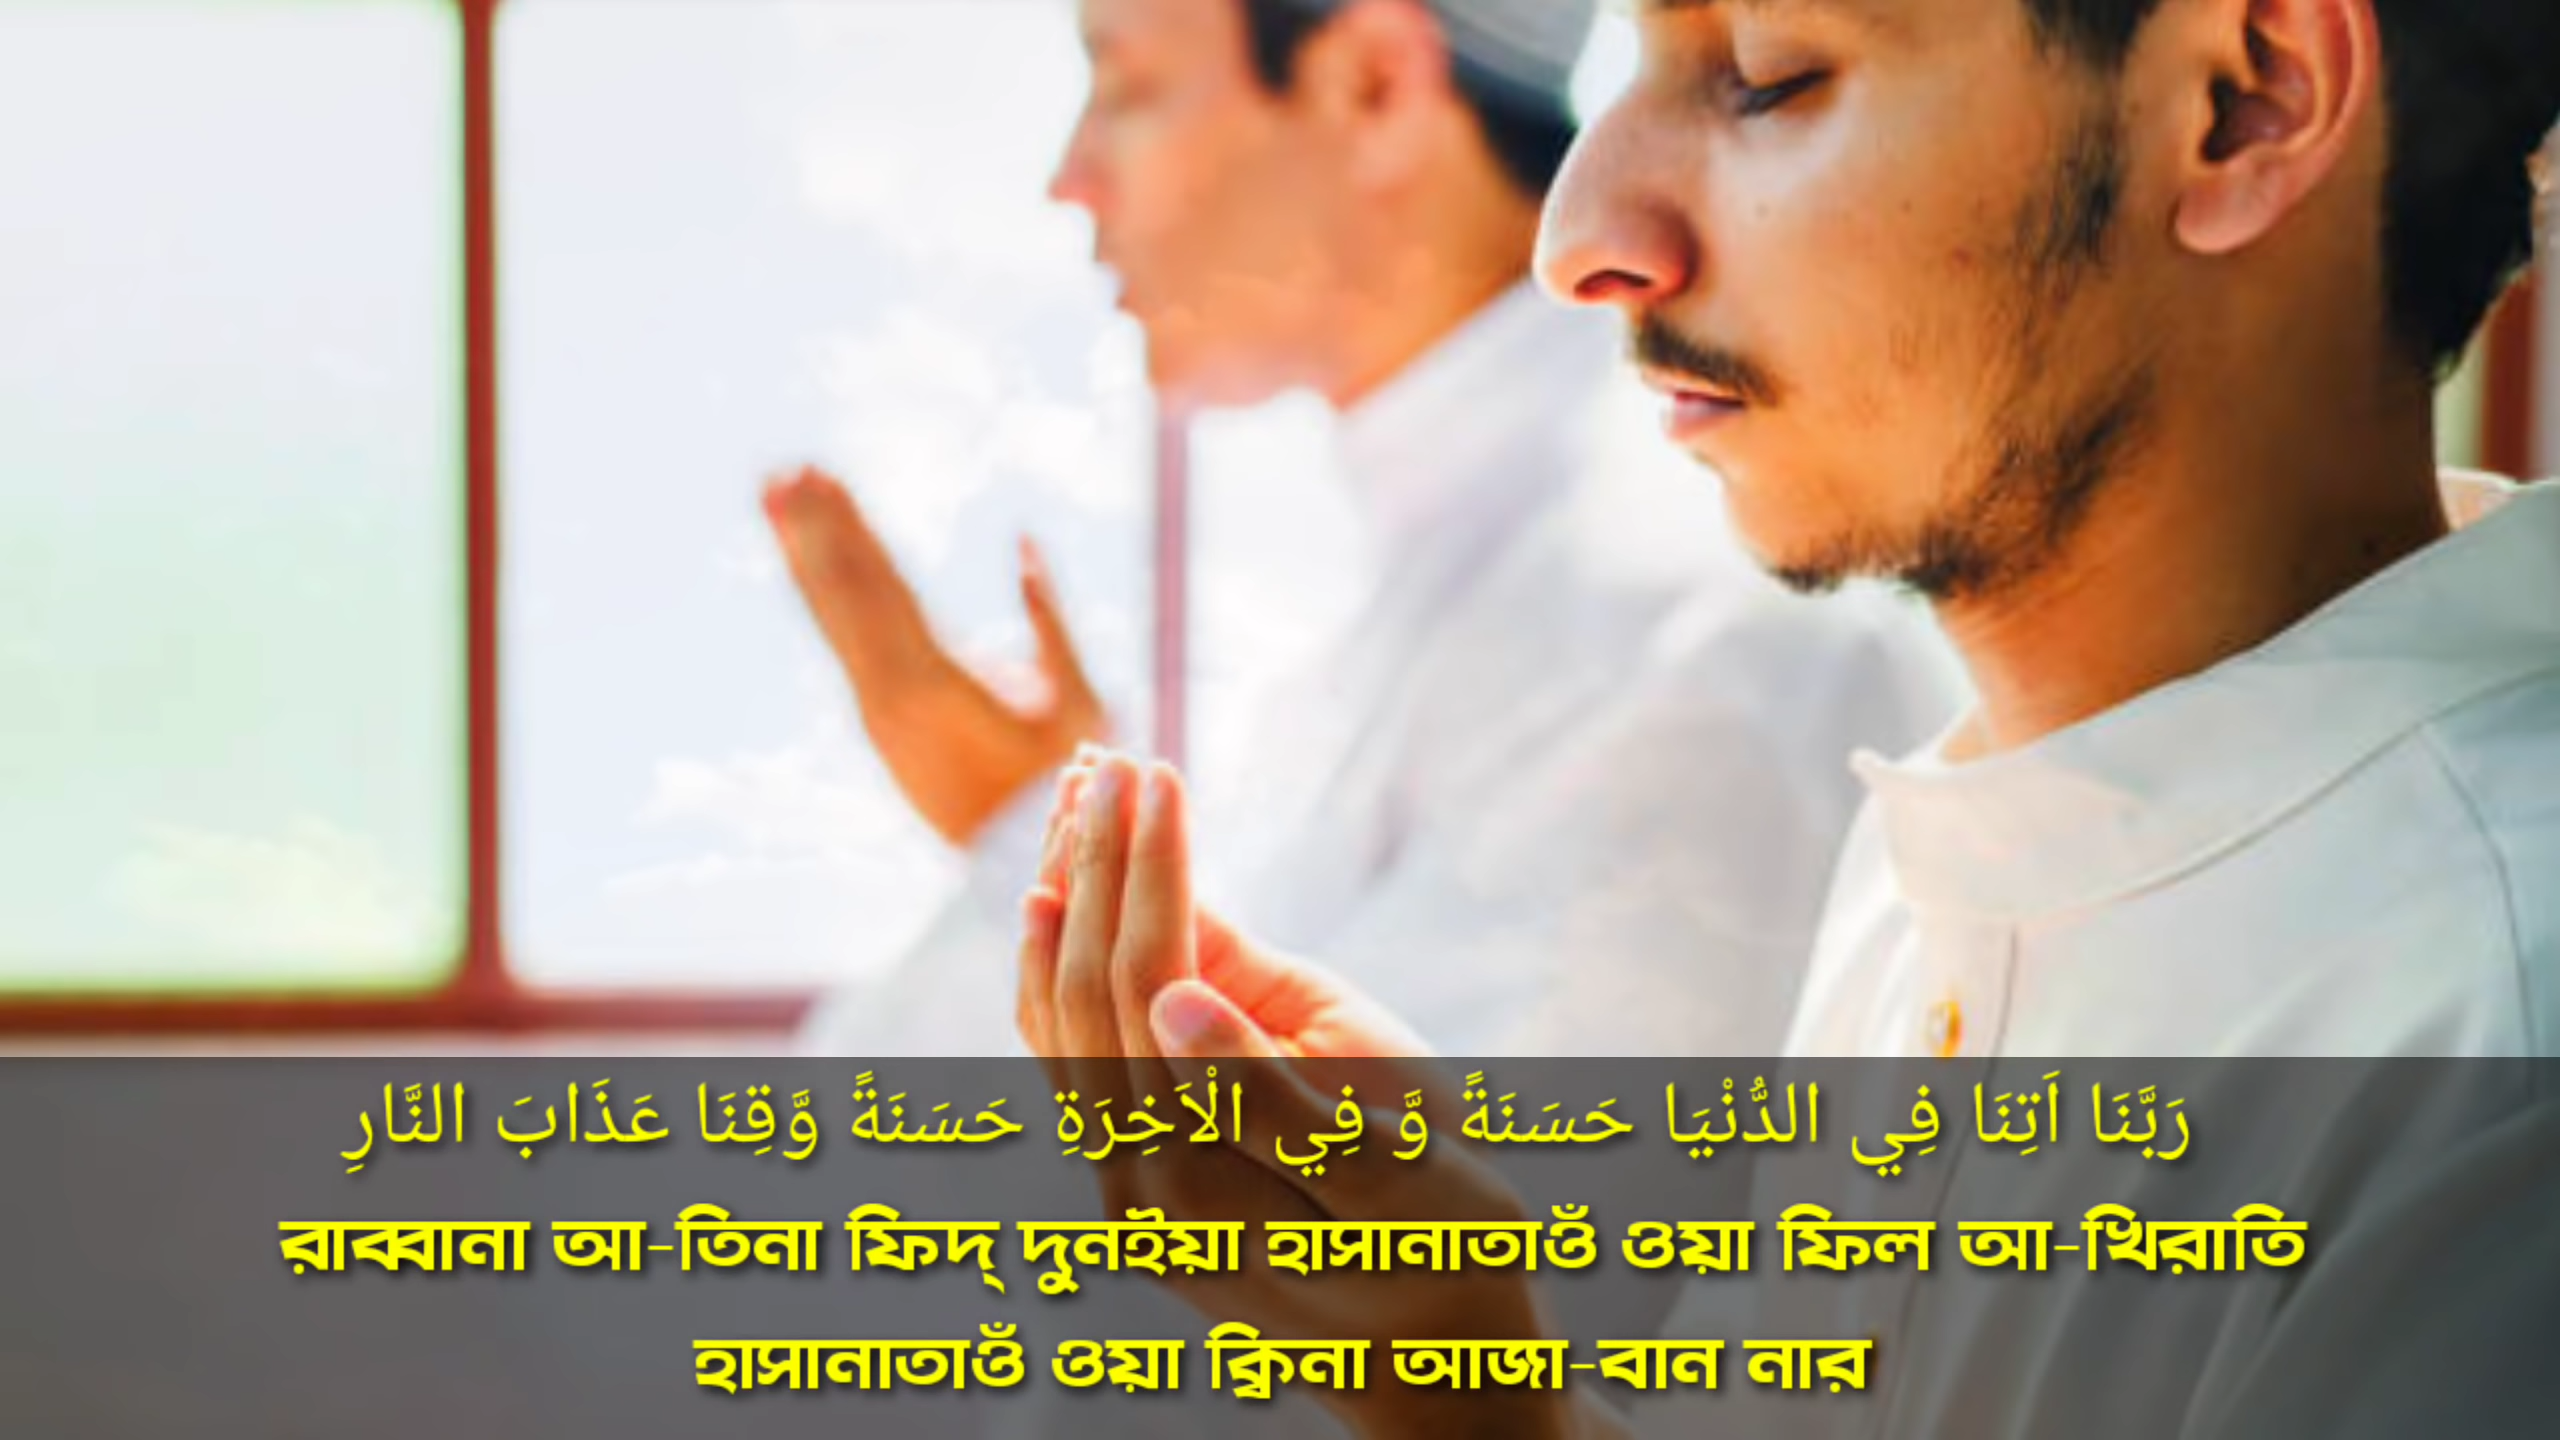 رَبَّنَا اَتِنَا فِي الدُّنْيَا حَسَنَةً وَّ فِي الْاَخِرَةِ حَسَنَةً وَّقِنَا عَذَابَ النَّارِ
রাব্বানা আ-তিনা ফিদ্ দুনইয়া হাসানাতাওঁ ওয়া ফিল আ-খিরাতি
হাসানাতাওঁ ওয়া ক্বিনা আজা-বান নার